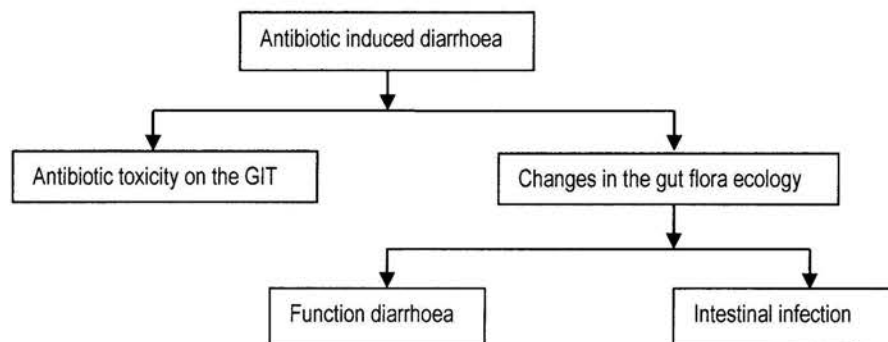 Antibiotic induced diarrhoea
Antibiotic toxicity on the GIT
Changes in the gut flora ecology
Function diarrhoea
Intestinal infection